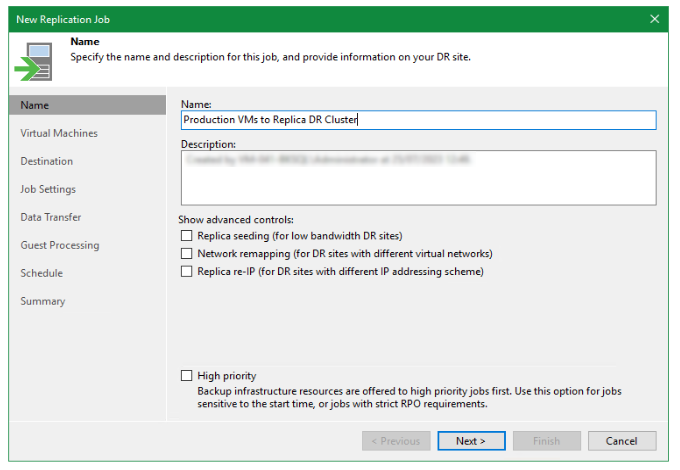 New Replication Job
Name
Specify the name and description for this job, and provide information on your DR site.
Name
Virtual Machines
Destination
Job Settings
Data Transfer
Guest Processing
Schedule
Summary
Name:
Production VMs to Replica DR Cluster
Description:
Show advanced controls:
Replica seeding (for low bandwidth DR sites)
Network remapping (for DR sites with different virtual networks)
Replica re-IP (for DR sites with different IP addressing scheme)
High priority
Backup infrastructure resources are offered to high priority jobs first. Use this option for jobs
sensitive to the start time, or jobs with strict RPO requirements.
< Previous
Next >
Finish
Cancel